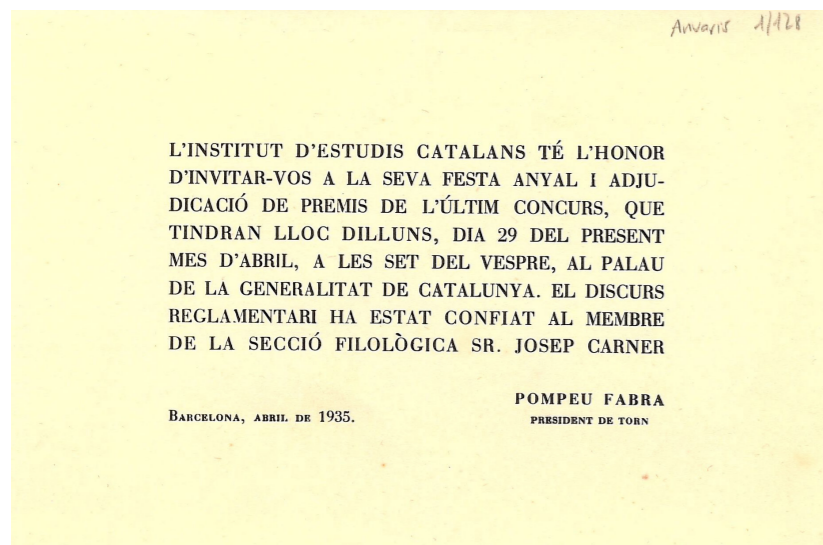 Anuaris 1/128
L'INSTITUT D'ESTUDIS CATALANS TÉ L'HONOR
D'INVITAR-VOS A LA SEVA FESTA ANYAL I ADJU-
DICACIÓ DE PREMIS DE L'ÚLTIM CONCURS, QUE
TINDRAN LLOC DILLUNS, DIA 29 DEL PRESENT
MES D'ABRIL, A LES SET DEL VESPRE, AL PALAU
DE LA GENERALITAT DE CATALUNYA. EL DISCURS
REGLAMENTARI HA ESTAT CONFIAT AL MEMBRE
DE LA SECCIÓ FILOLÒGICA SR. JOSEP CARNER
POMPEU FABRA
PRESIDENT DE TORN
BARCELONA, ABRIL DE 1935.